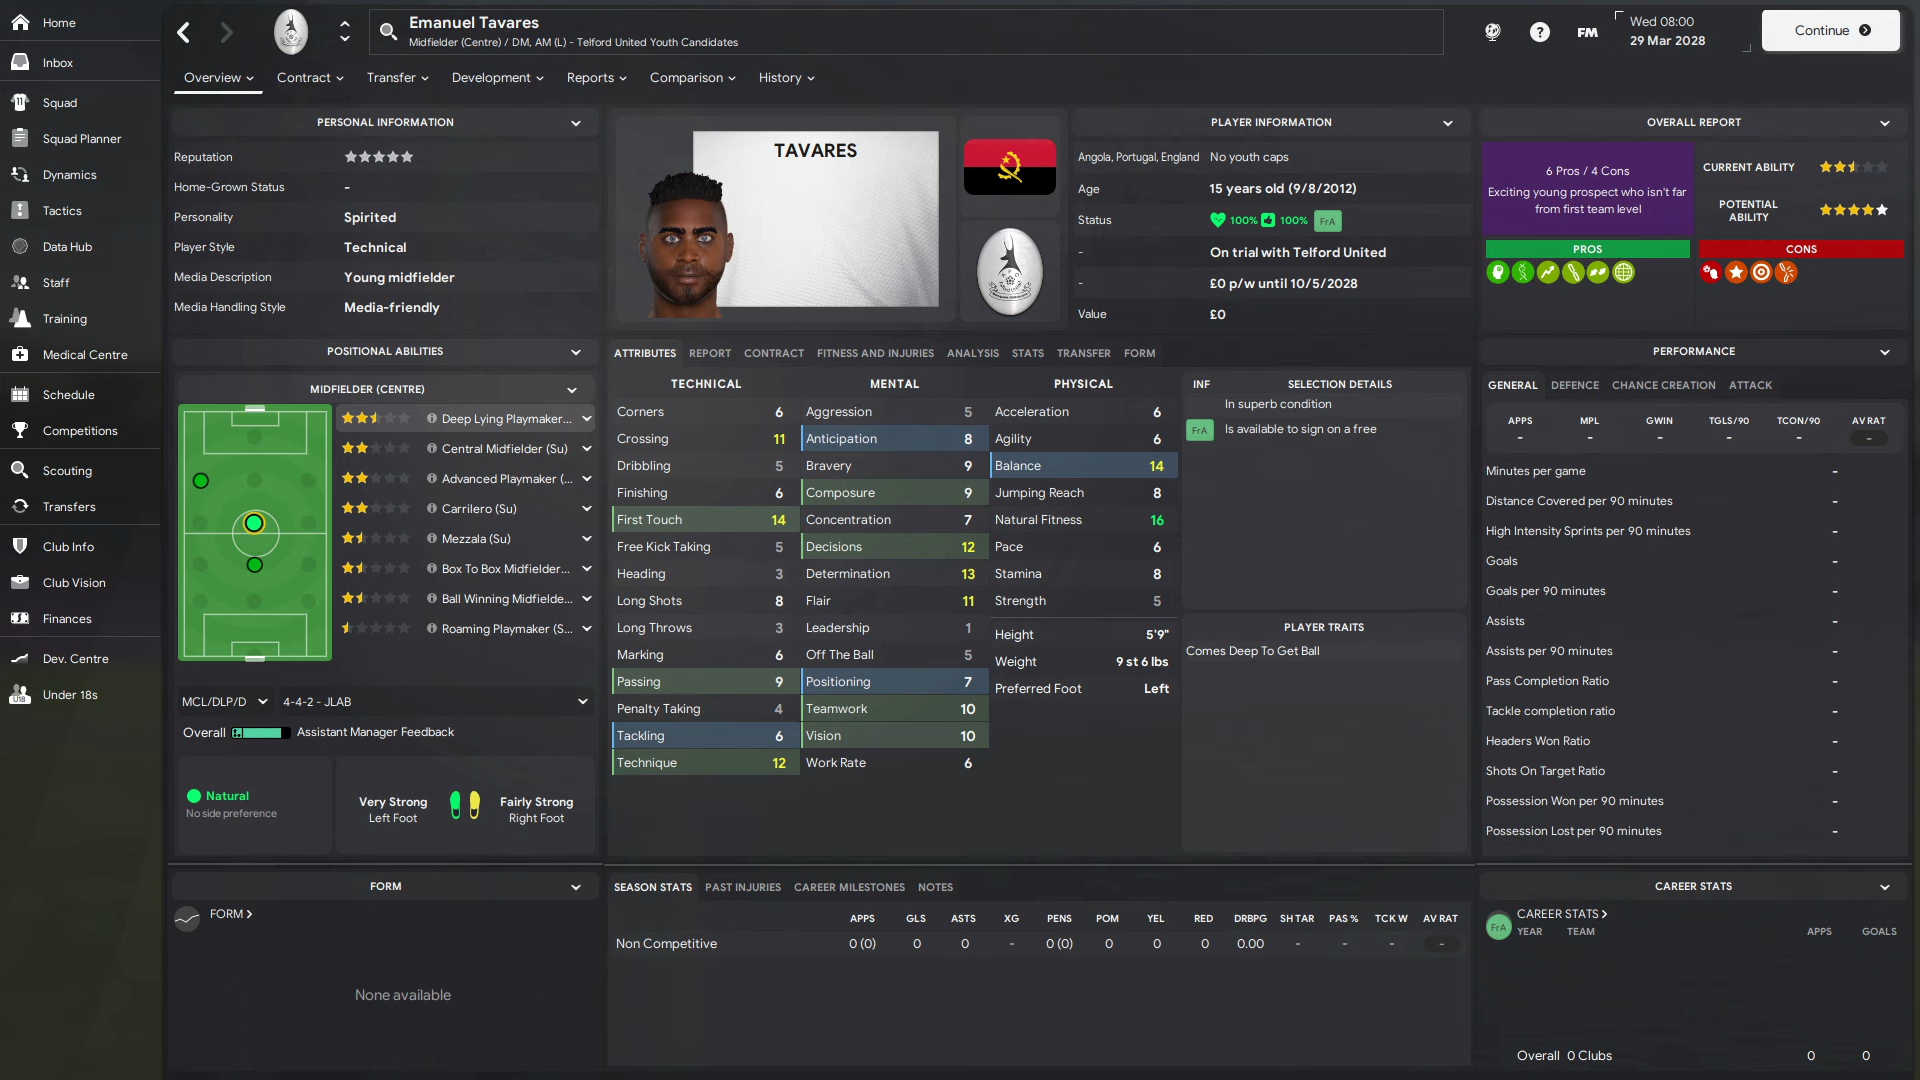 Home
Inbox
Squad
Squad Planner
Dynamics
Tactics
Data Hub
Staff
Training
Medical Centre
Schedule
Competitions
Scouting
Transfers
Club Info
Club Vision
Finances
Dev. Centre
Under 18s
Emanuel Tavares
Midfielder (Centre) / DM, AM (L) - Telford United Youth Candidates
FM
Wed 08:00
29 Mar 2028
Continue
Overview
Contract
Transfer
Development
Reports
Comparison
History
PERSONAL INFORMATION
Reputation
Home-Grown Status -
Personality Spirited
Player Style Technical
Media Description Young midfielder
Media Handling Style Media-friendly
TAVARES
PLAYER INFORMATION
Angola, Portugal, England No youth caps
Age 15 years old (9/8/2012)
Status 100% 100% FrA
- On trial with Telford United
- £0 p/w until 10/5/2028
Value £0
OVERALL REPORT
6 Pros / 4 Cons
Exciting young prospect who isn't far
from first team level
CURRENT ABILITY
POTENTIAL
ABILITY
PROS
CONS
POSITIONAL ABILITIES
MIDFIELDER (CENTRE)
Deep Lying Playmaker...
Central Midfielder (Su)
Advanced Playmaker (...
Carrilero (Su)
Mezzala (Su)
Box To Box Midfielder...
Ball Winning Midfielde...
Roaming Playmaker (S...
MCL/DLP/D 4-4-2 - JLAB
Overall Assistant Manager Feedback
Natural
No side preference
Very Strong
Left Foot
Fairly Strong
Right Foot
ATTRIBUTES REPORT CONTRACT FITNESS AND INJURIES ANALYSIS STATS TRANSFER FORM
TECHNICAL
Corners 6
Crossing 11
Dribbling 5
Finishing 6
First Touch 14
Free Kick Taking 5
Heading 3
Long Shots 8
Long Throws 3
Marking 6
Passing 9
Penalty Taking 4
Tackling 6
Technique 12
MENTAL
Aggression 5
Anticipation 8
Bravery 9
Composure 9
Concentration 7
Decisions 12
Determination 13
Flair 11
Leadership 1
Off The Ball 5
Positioning 7
Teamwork 10
Vision 10
Work Rate 6
PHYSICAL
Acceleration 6
Agility 6
Balance 14
Jumping Reach 8
Natural Fitness 16
Pace 6
Stamina 8
Strength 5
Height 5'9"
Weight 9 st 6 lbs
Preferred Foot Left
INF SELECTION DETAILS
In superb condition
FrA Is available to sign on a free
PLAYER TRAITS
Comes Deep To Get Ball
PERFORMANCE
GENERAL DEFENCE CHANCE CREATION ATTACK
APPS MPL GWIN TGLS/90 TCON/90 AV RAT
- - - - - -
Minutes per game -
Distance Covered per 90 minutes -
High Intensity Sprints per 90 minutes -
Goals -
Goals per 90 minutes -
Assists -
Assists per 90 minutes -
Pass Completion Ratio -
Tackle completion ratio -
Headers Won Ratio -
Shots On Target Ratio -
Possession Won per 90 minutes -
Possession Lost per 90 minutes -
FORM
FORM
None available
SEASON STATS PAST INJURIES CAREER MILESTONES NOTES
APPS GLS ASTS XG PENS POM YEL RED DRBPG SH TAR PAS % TCK W AV RAT
Non Competitive 0 (0) 0 0 - 0 (0) 0 0 0 0.00 - - - -
CAREER STATS
FrA
CAREER STATS
YEAR TEAM APPS GOALS
Overall 0 Clubs 0 0